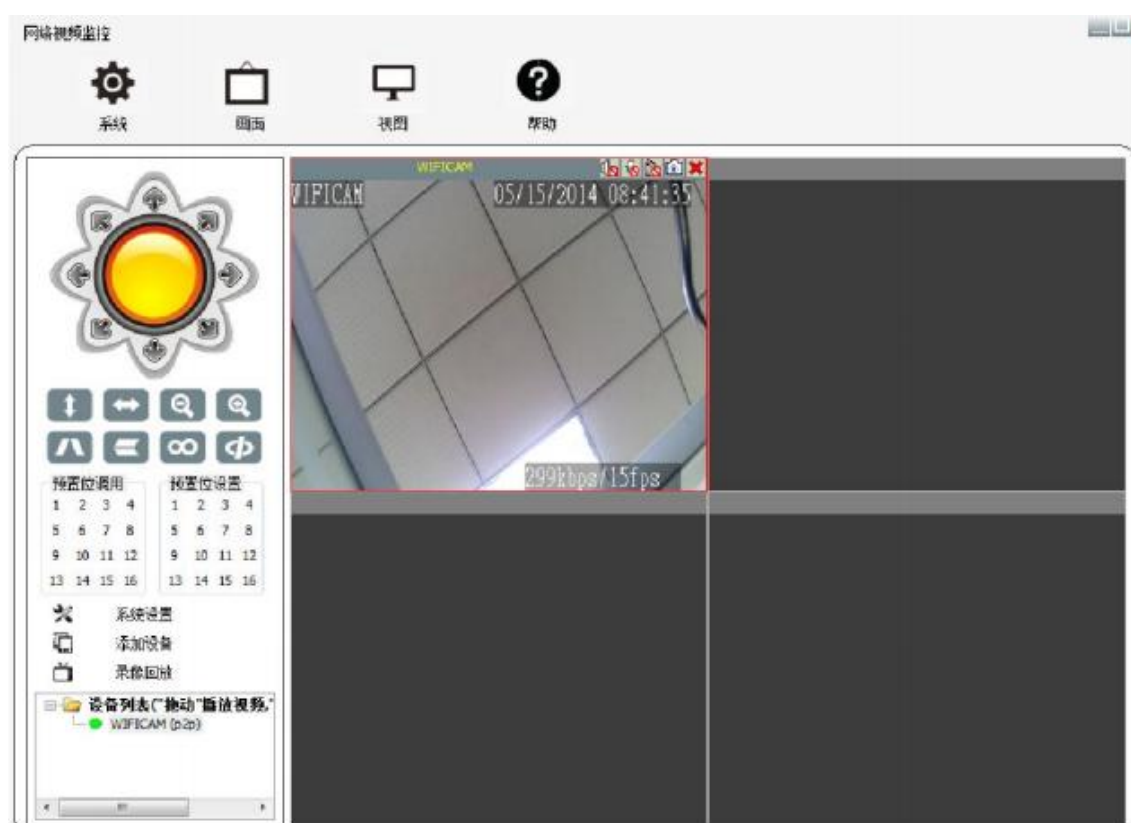 网络视频监控
系统 画面 视图 帮助
WIFICAM
WIFICAM 05/15/2014 08:41:35
299kbps/15fps
预置位调用 预置位设置
1 2 3 4 1 2 3 4
5 6 7 8 5 6 7 8
9 10 11 12 9 10 11 12
13 14 15 16 13 14 15 16
系统设置
添加设备
录像回放
设备列表("拖动"播放视频,"
WIFICAM (p2p)